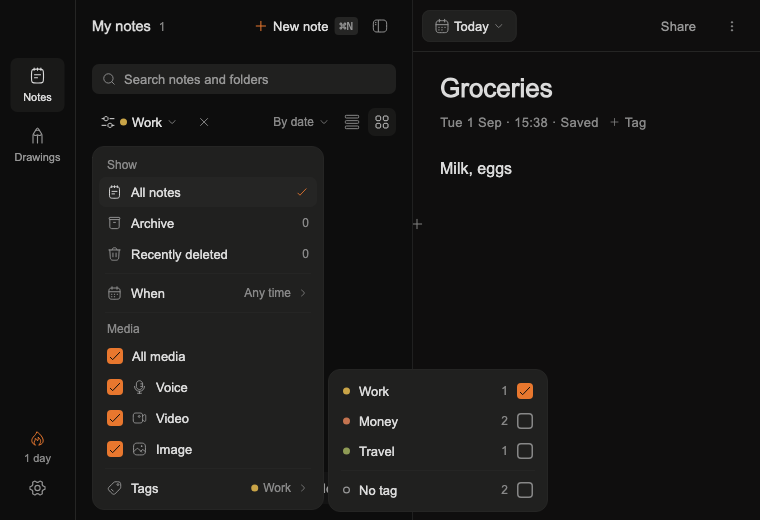 My notes 1
+ New note ⌘N
Today
Share
Notes
Drawings
Search notes and folders
Work
By date
Groceries
Tue 1 Sep · 15:38 · Saved + Tag
Milk, eggs
Show
All notes
Archive 0
Recently deleted 0
When Any time
Media
All media
Voice
Video
Image
Tags Work
Work 1
Money 2
Travel 1
No tag 2
1 day